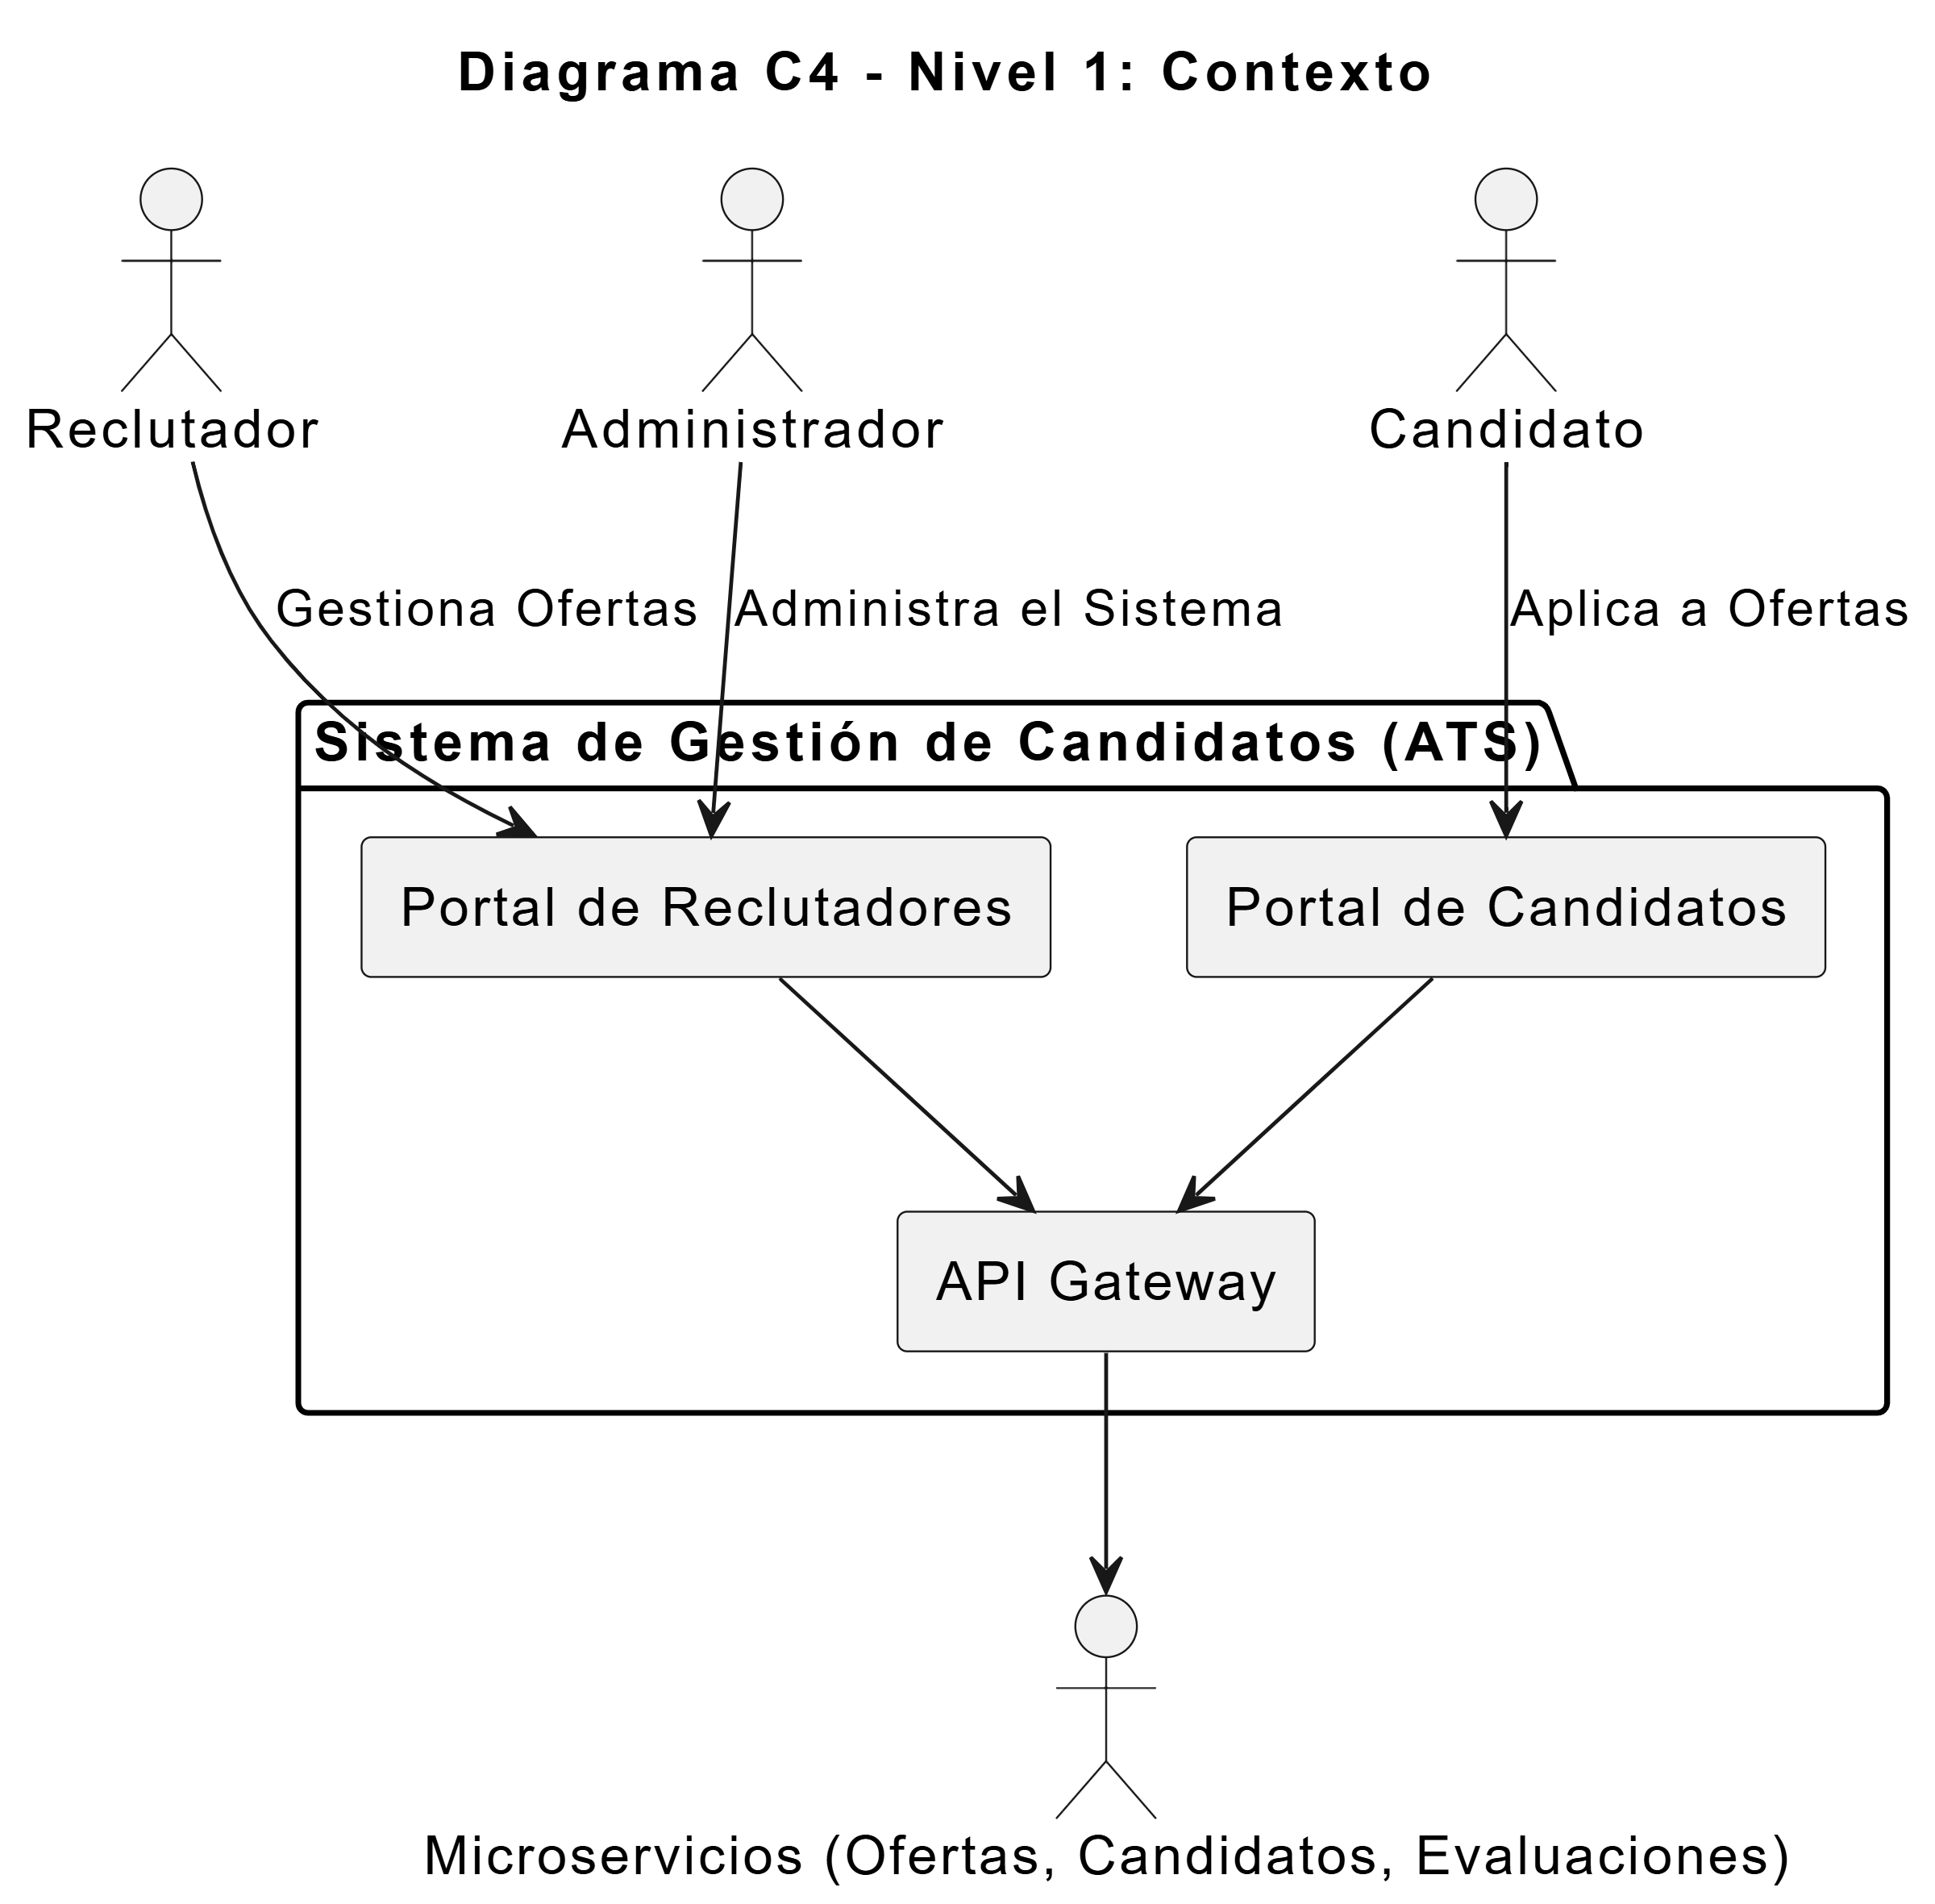 Diagrama C4 - Nivel 1: Contexto
Reclutador
Administrador
Candidato
Gestiona Ofertas
Administra el Sistema
Aplica a Ofertas
Sistema de Gestión de Candidatos (ATS)
Portal de Reclutadores
Portal de Candidatos
API Gateway
Microservicios (Ofertas, Candidatos, Evaluaciones)